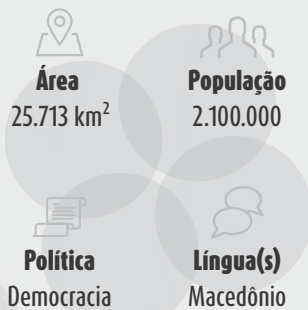 Área
25.713 km²
População
2.100.000
Política
Democracia
Língua(s)
Macedônio